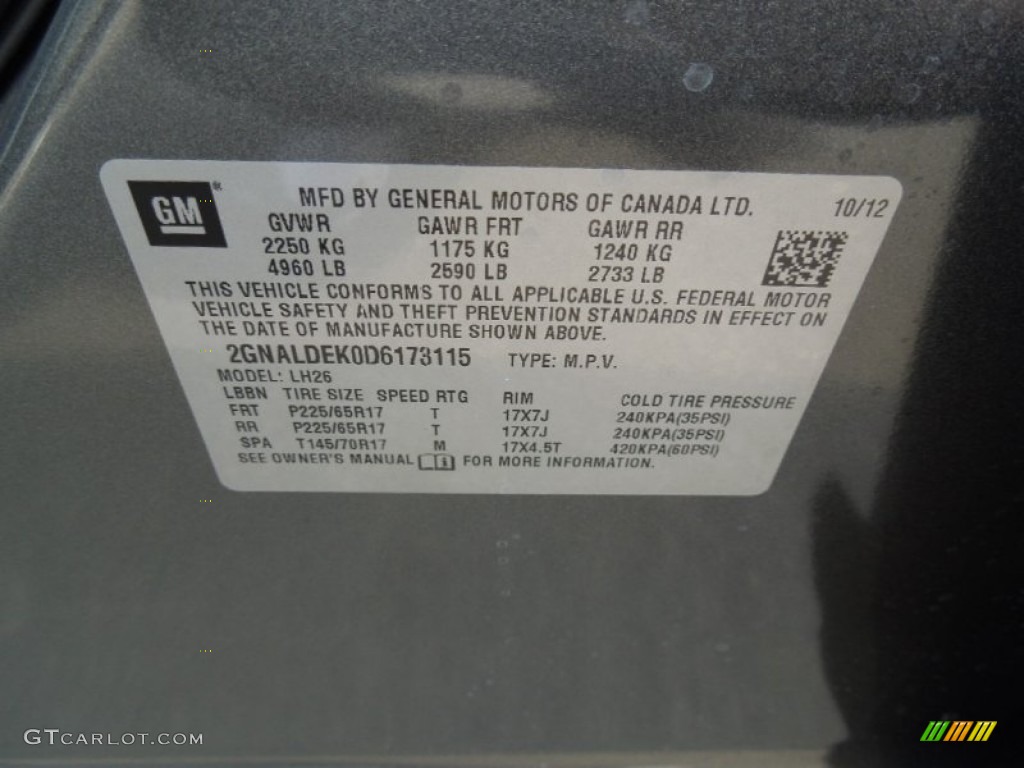 GM®
MFD BY GENERAL MOTORS OF CANADA LTD. 10/12
GVWR GAWR FRT GAWR RR
2250 KG 1175 KG 1240 KG
4960 LB 2590 LB 2733 LB
THIS VEHICLE CONFORMS TO ALL APPLICABLE U.S. FEDERAL MOTOR
VEHICLE SAFETY AND THEFT PREVENTION STANDARDS IN EFFECT ON
THE DATE OF MANUFACTURE SHOWN ABOVE.
2GNALDEK0D6173115 TYPE: M.P.V.
MODEL: LH26
LBBN TIRE SIZE SPEED RTG RIM COLD TIRE PRESSURE
FRT P225/65R17 T 17X7J 240KPA(35PSI)
RR P225/65R17 T 17X7J 240KPA(35PSI)
SPA T145/70R17 M 17X4.5T 420KPA(60PSI)
SEE OWNER'S MANUAL FOR MORE INFORMATION.
GTCARLOT.COM